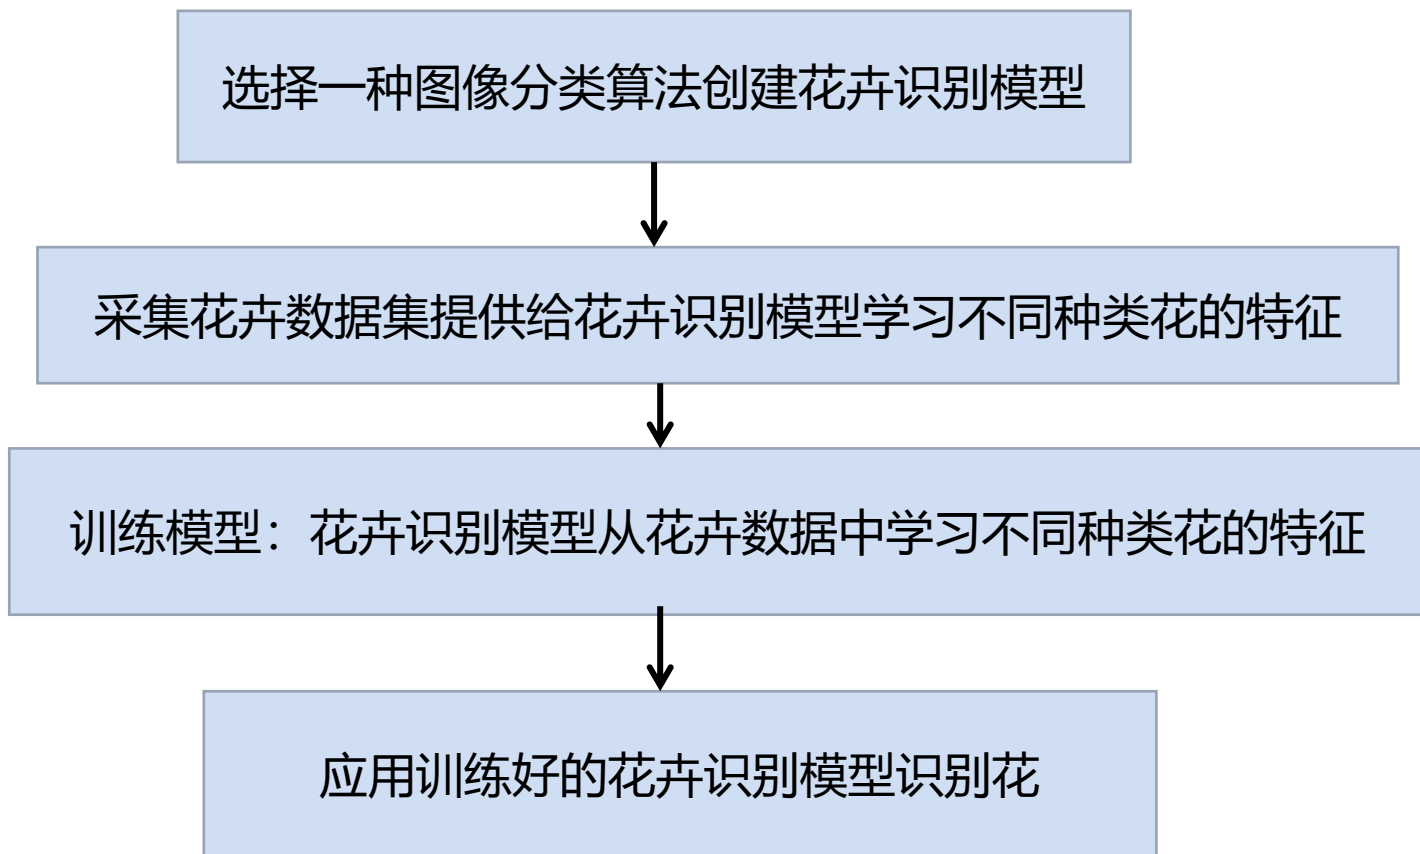 选择一种图像分类算法创建花卉识别模型
采集花卉数据集提供给花卉识别模型学习不同种类花的特征
训练模型：花卉识别模型从花卉数据中学习不同种类花的特征
应用训练好的花卉识别模型识别花